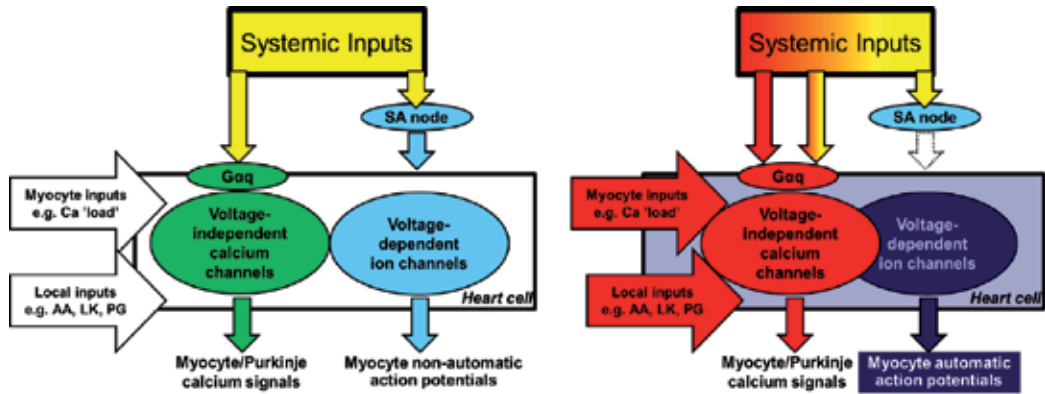 Systemic Inputs
SA node
Gαq
Myocyte inputs
e.g. Ca 'load'
Voltage-
independent
calcium
channels
Voltage-
dependent
ion channels
Local inputs
e.g. AA, LK, PG
Heart cell
Myocyte/Purkinje
calcium signals
Myocyte non-automatic
action potentials
Systemic Inputs
SA node
Gαq
Myocyte inputs
e.g. Ca 'load'
Voltage-
Independent
calcium
channels
Voltage-
dependent
ion channels
Local inputs
e.g. AA, LK, PG
Heart cell
Myocyte/Purkinje
calcium signals
Myocyte automatic
action potentials